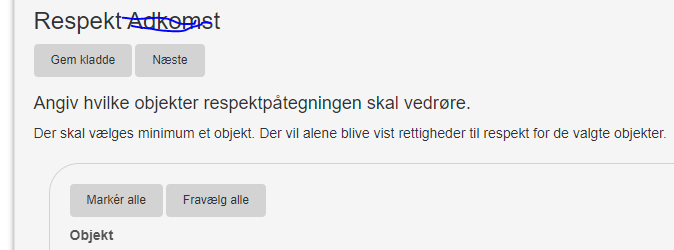 Respekt Adkomst
Gem kladde Næste
Angiv hvilke objekter respektpåtegningen skal vedrøre.
Der skal vælges minimum et objekt. Der vil alene blive vist rettigheder til respekt for de valgte objekter.
Markér alle Fravælg alle
Objekt